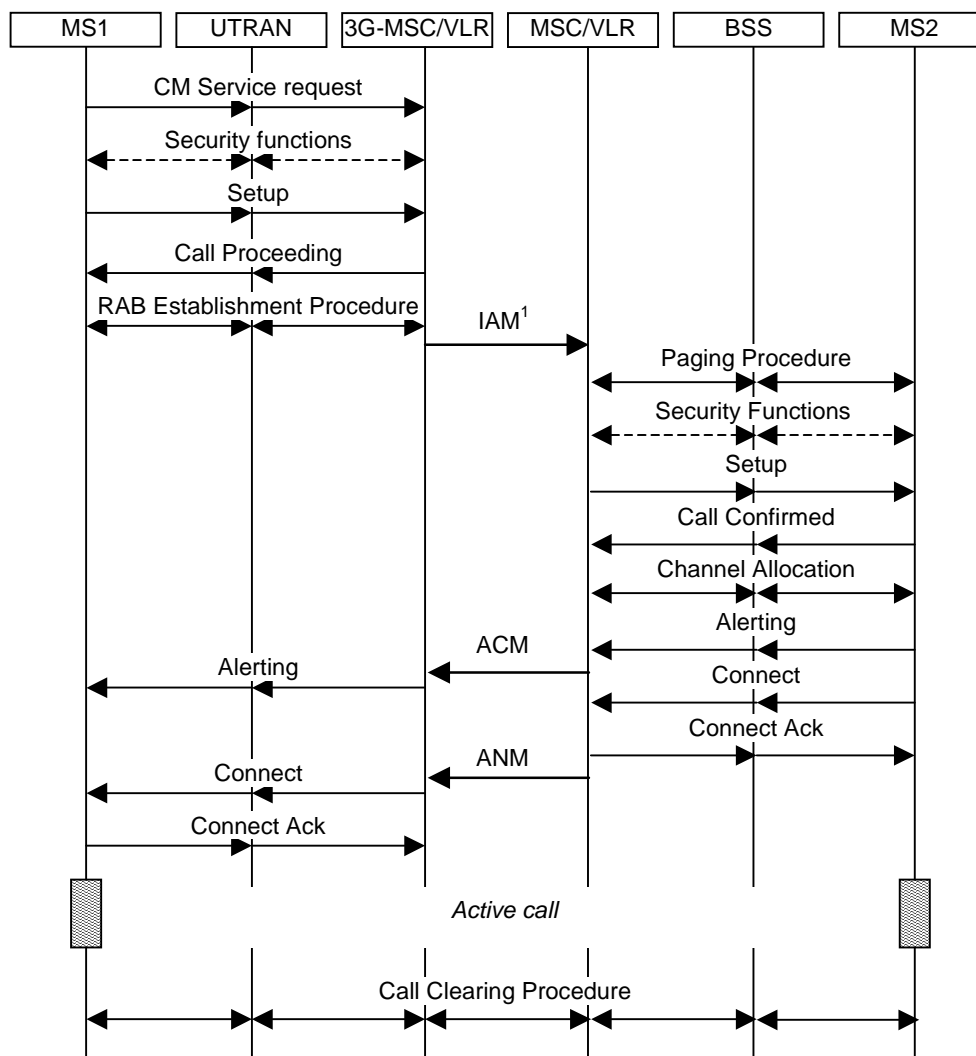 MS1
UTRAN
3G-MSC/VLR
MSC/VLR
BSS
MS2
CM Service request
Security functions
Setup
Call Proceeding
RAB Establishment Procedure
IAM1
Paging Procedure
Security Functions
Setup
Call Confirmed
Channel Allocation
Alerting
ACM
Alerting
Connect
Connect Ack
ANM
Connect
Connect Ack
Active call
Call Clearing Procedure